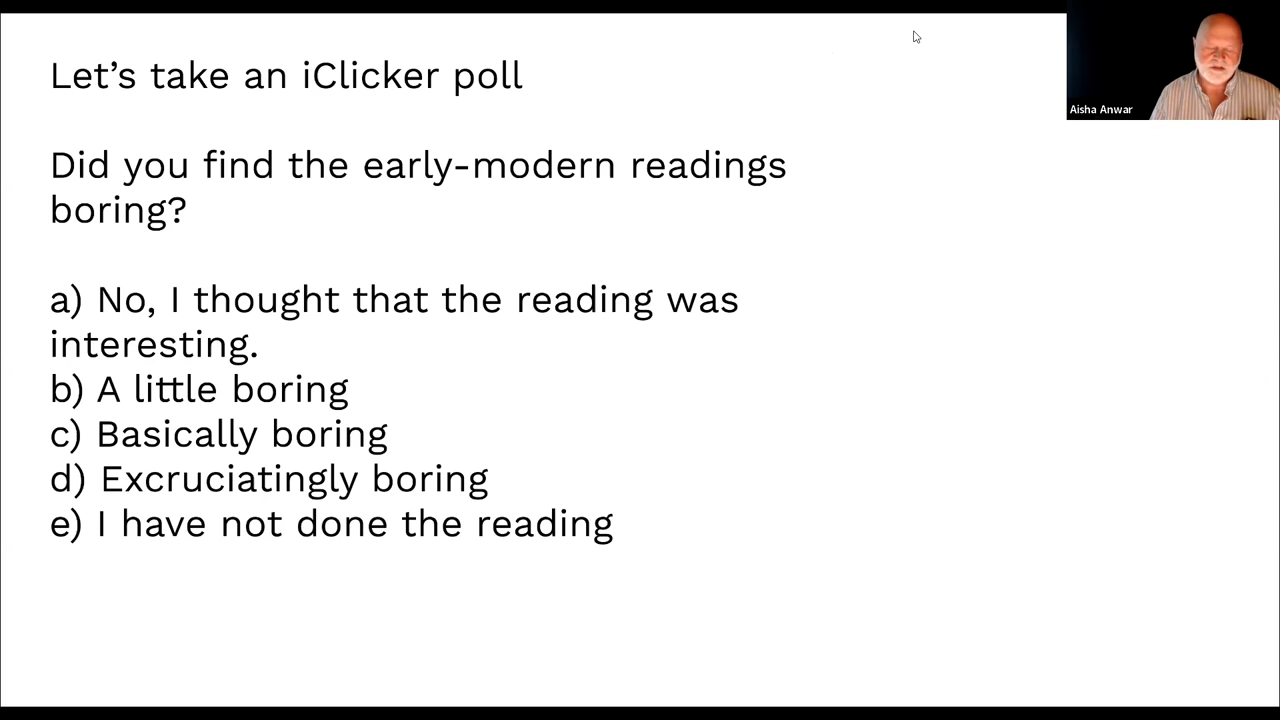 Let’s take an iClicker poll
Aisha Anwar
Did you find the early-modern readings
boring?
a) No, I thought that the reading was
interesting.
b) A little boring
c) Basically boring
d) Excruciatingly boring
e) I have not done the reading